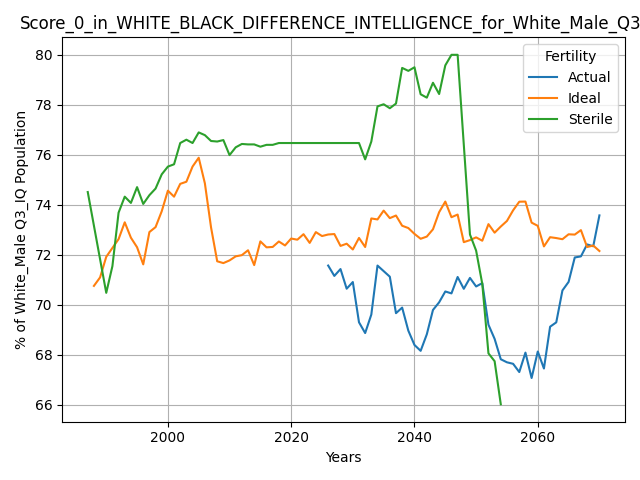 Score_0_in_WHITE_BLACK_DIFFERENCE_INTELLIGENCE_for_White_Male_Q3
Fertility
Actual
Ideal
Sterile
% of White_Male Q3_IQ Population
80
78
76
74
72
70
68
66
2000 2020 2040 2060
Years